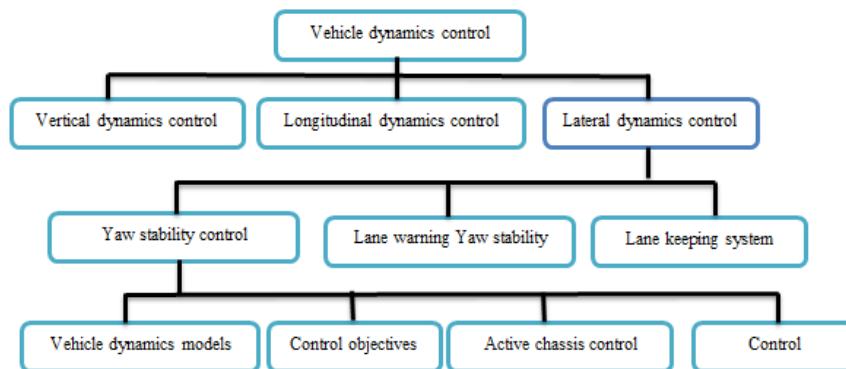 Vehicle dynamics control
Vertical dynamics control
Longitudinal dynamics control
Lateral dynamics control
Yaw stability control
Lane warning Yaw stability
Lane keeping system
Vehicle dynamics models
Control objectives
Active chassis control
Control